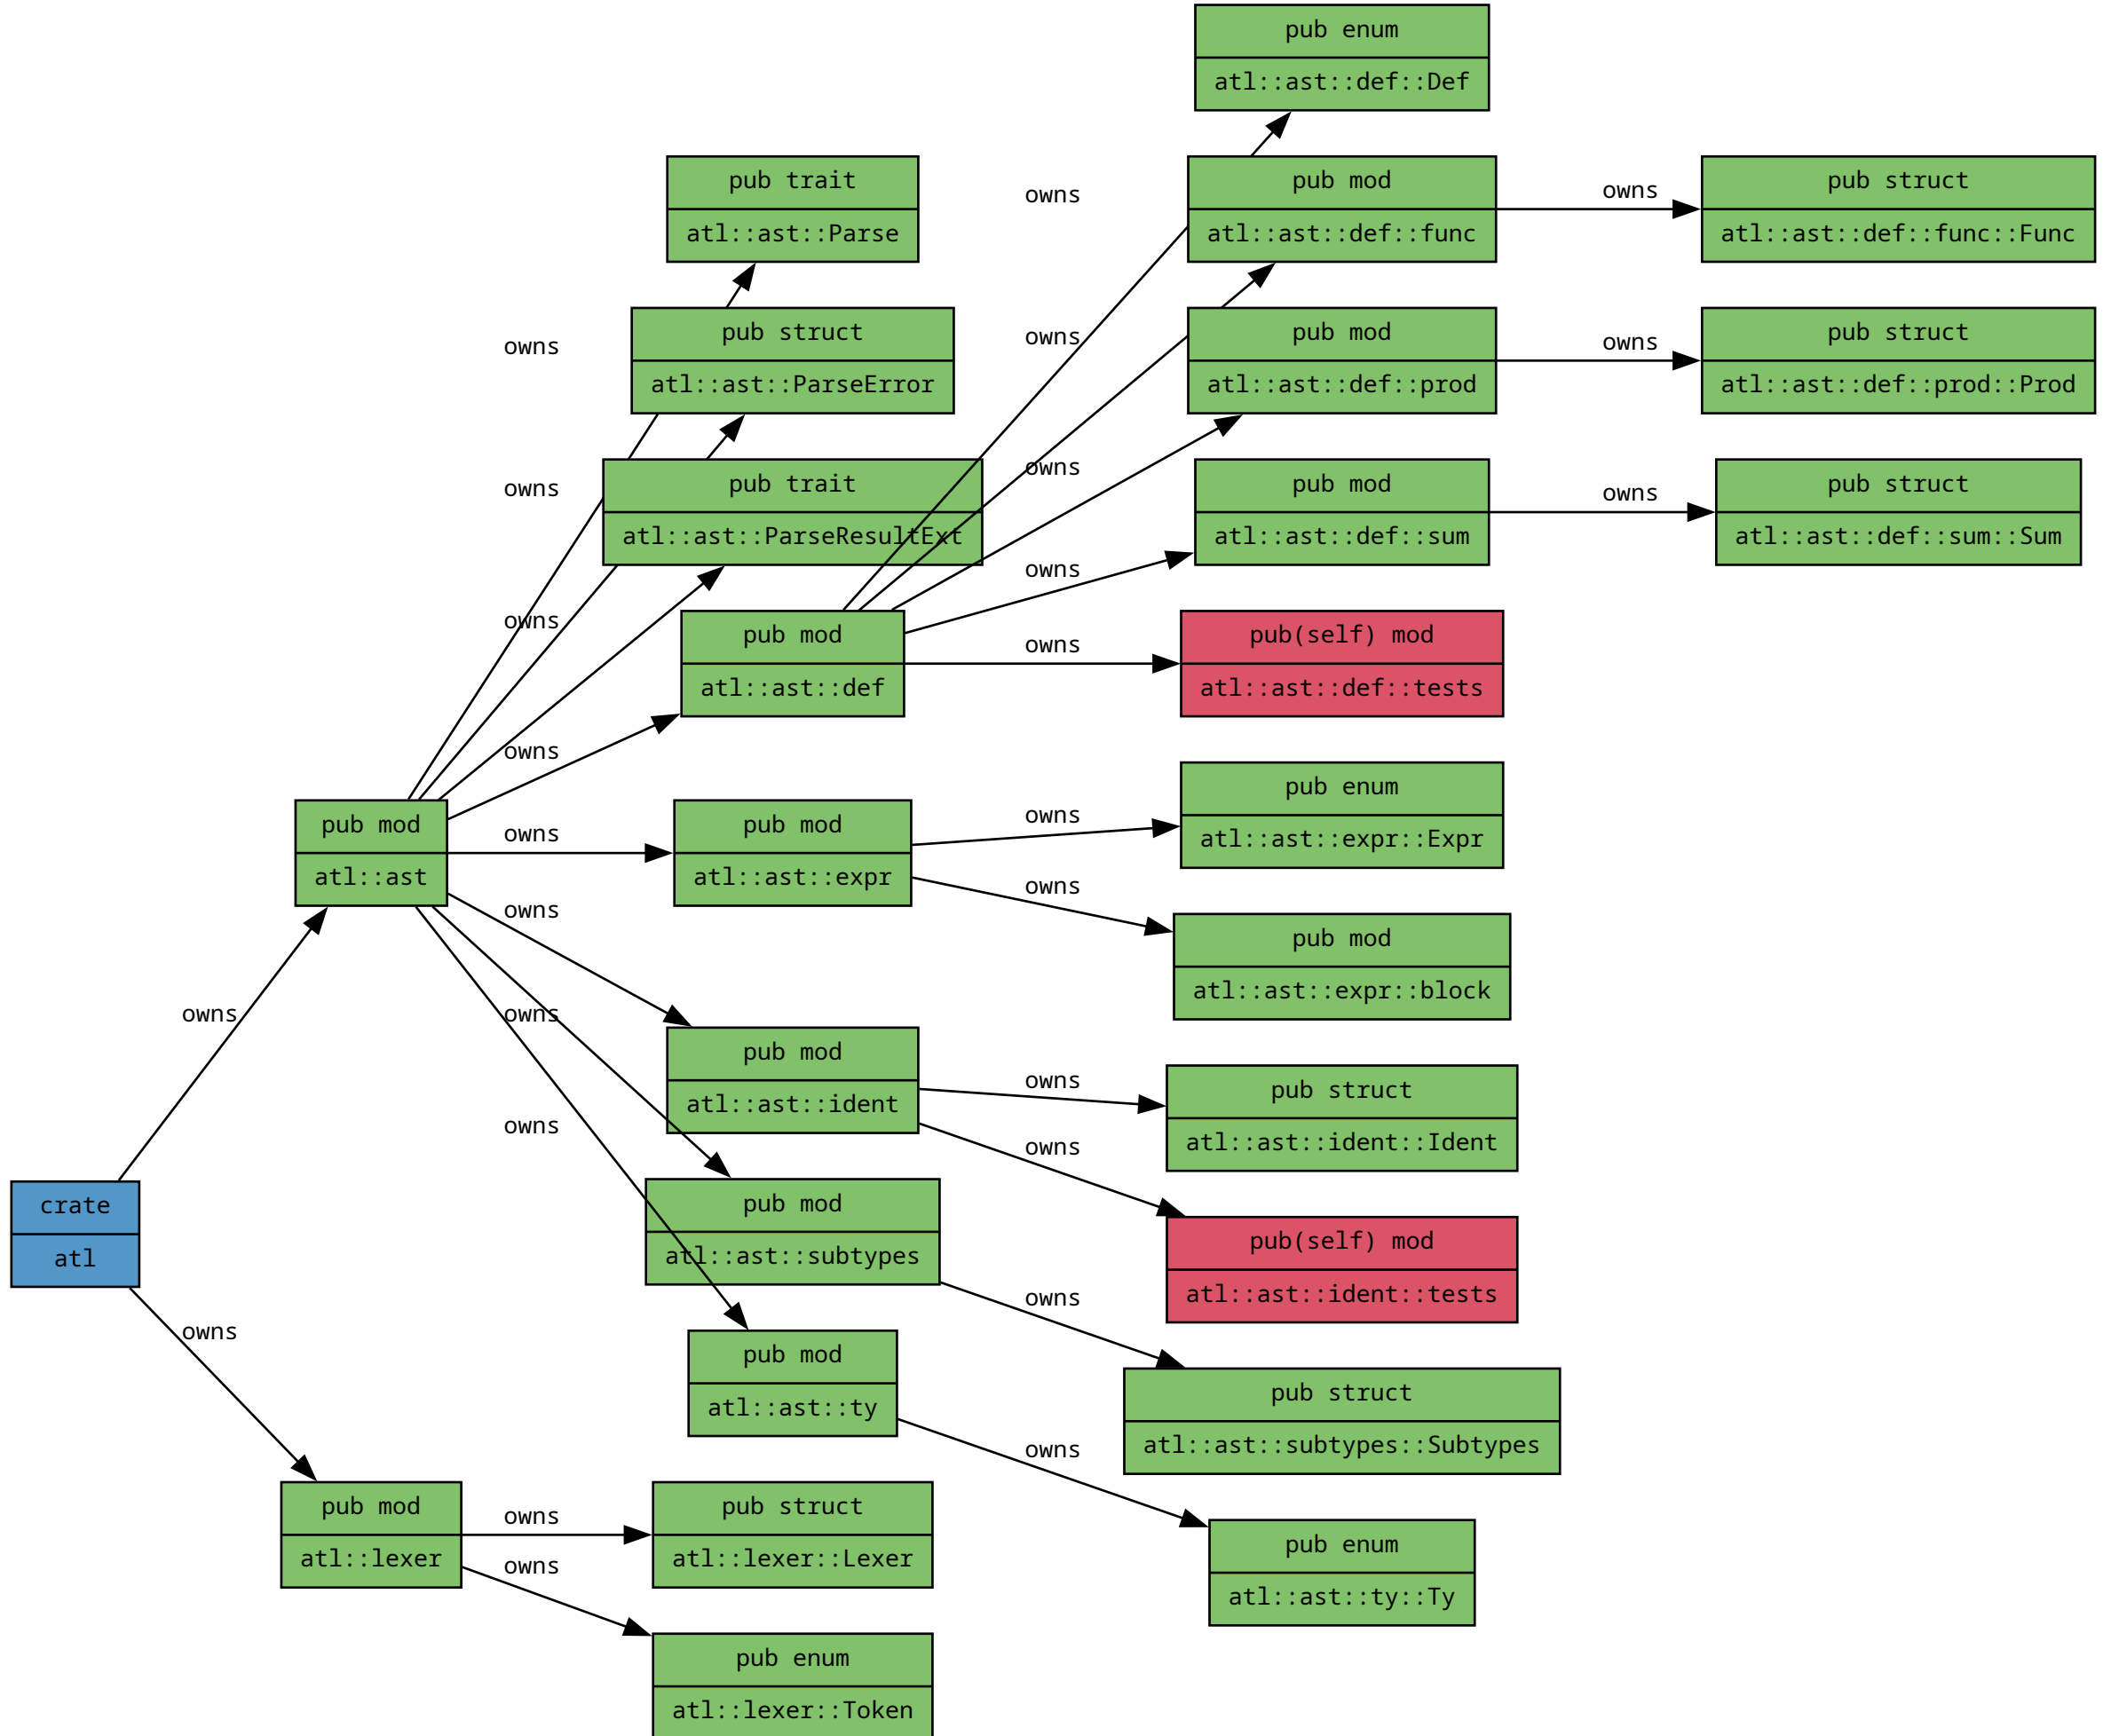 pub enum
atl::ast::def::Def
pub trait
atl::ast::Parse
owns
pub mod
atl::ast::def::func
owns
pub struct
atl::ast::def::func::Func
owns
pub struct
atl::ast::ParseError
owns
pub mod
atl::ast::def::prod
owns
pub struct
atl::ast::def::prod::Prod
owns
pub trait
atl::ast::ParseResultExt
owns
pub mod
atl::ast::def::sum
owns
pub struct
atl::ast::def::sum::Sum
owns
owns
pub mod
atl::ast::def
owns
pub(self) mod
atl::ast::def::tests
owns
pub mod
atl::ast
owns
pub mod
atl::ast::expr
owns
pub enum
atl::ast::expr::Expr
owns
pub mod
atl::ast::expr::block
owns
owns
owns
pub mod
atl::ast::ident
owns
pub struct
atl::ast::ident::Ident
owns
owns
pub(self) mod
atl::ast::ident::tests
crate
atl
pub mod
atl::ast::subtypes
owns
pub struct
atl::ast::subtypes::Subtypes
owns
pub mod
atl::ast::ty
owns
pub enum
atl::ast::ty::Ty
pub mod
atl::lexer
owns
pub struct
atl::lexer::Lexer
owns
pub enum
atl::lexer::Token